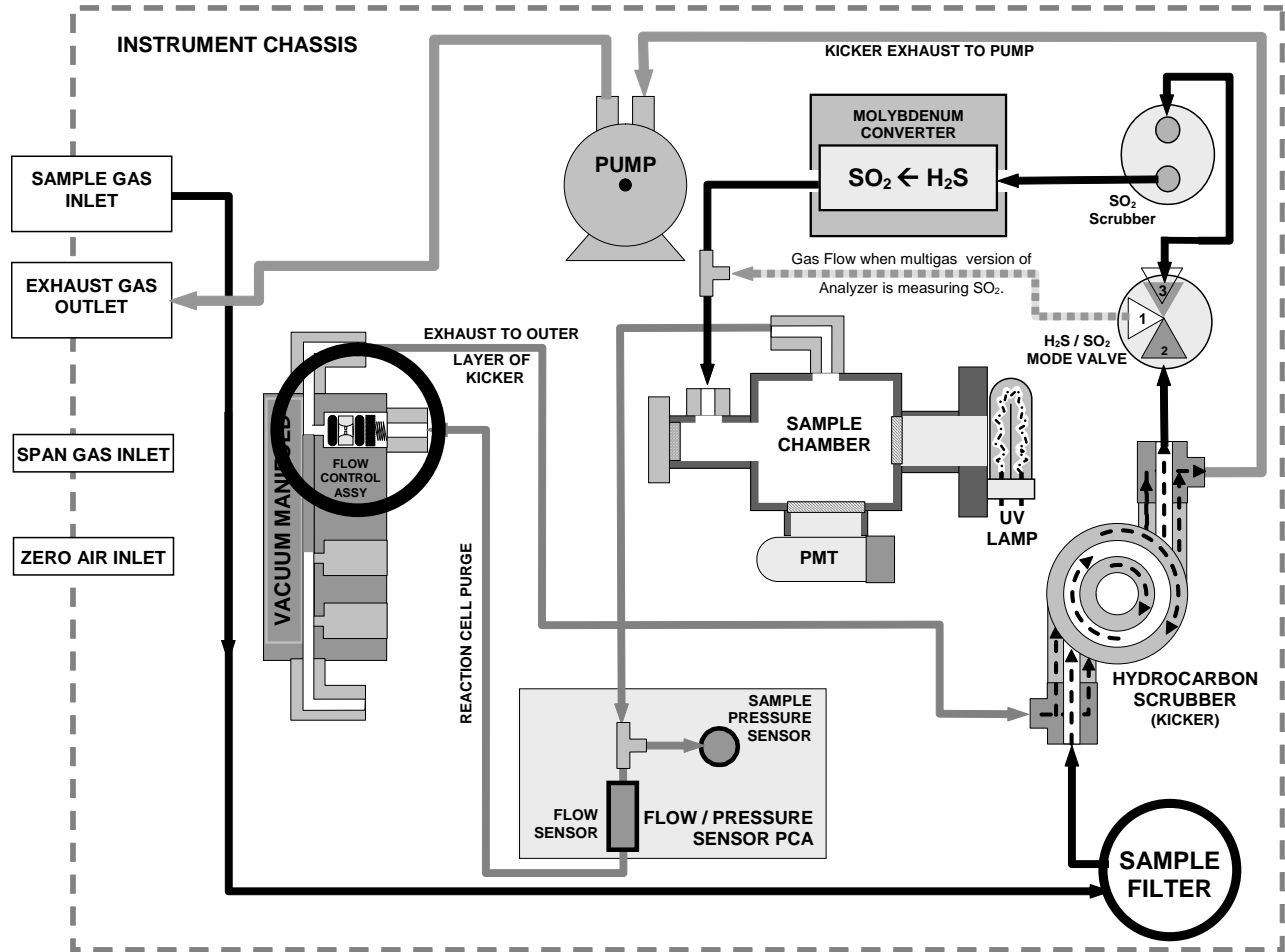 INSTRUMENT CHASSIS
KICKER EXHAUST TO PUMP
MOLYBDENUM
CONVERTER
SO₂ ← H₂S
PUMP
SAMPLE GAS
INLET
SO₂
Scrubber
EXHAUST GAS
OUTLET
Gas Flow when multigas version of
Analyzer is measuring SO₂.
3
1
2
H₂S / SO₂
MODE VALVE
EXHAUST TO OUTER
LAYER OF
KICKER
SAMPLE
CHAMBER
SPAN GAS INLET
FLOW
CONTROL
ASSY
VACUUM MANIFOLD
UV
LAMP
PMT
ZERO AIR INLET
REACTION CELL PURGE
HYDROCARBON
SCRUBBER
(KICKER)
SAMPLE
PRESSURE
SENSOR
FLOW
SENSOR
FLOW / PRESSURE
SENSOR PCA
SAMPLE
FILTER